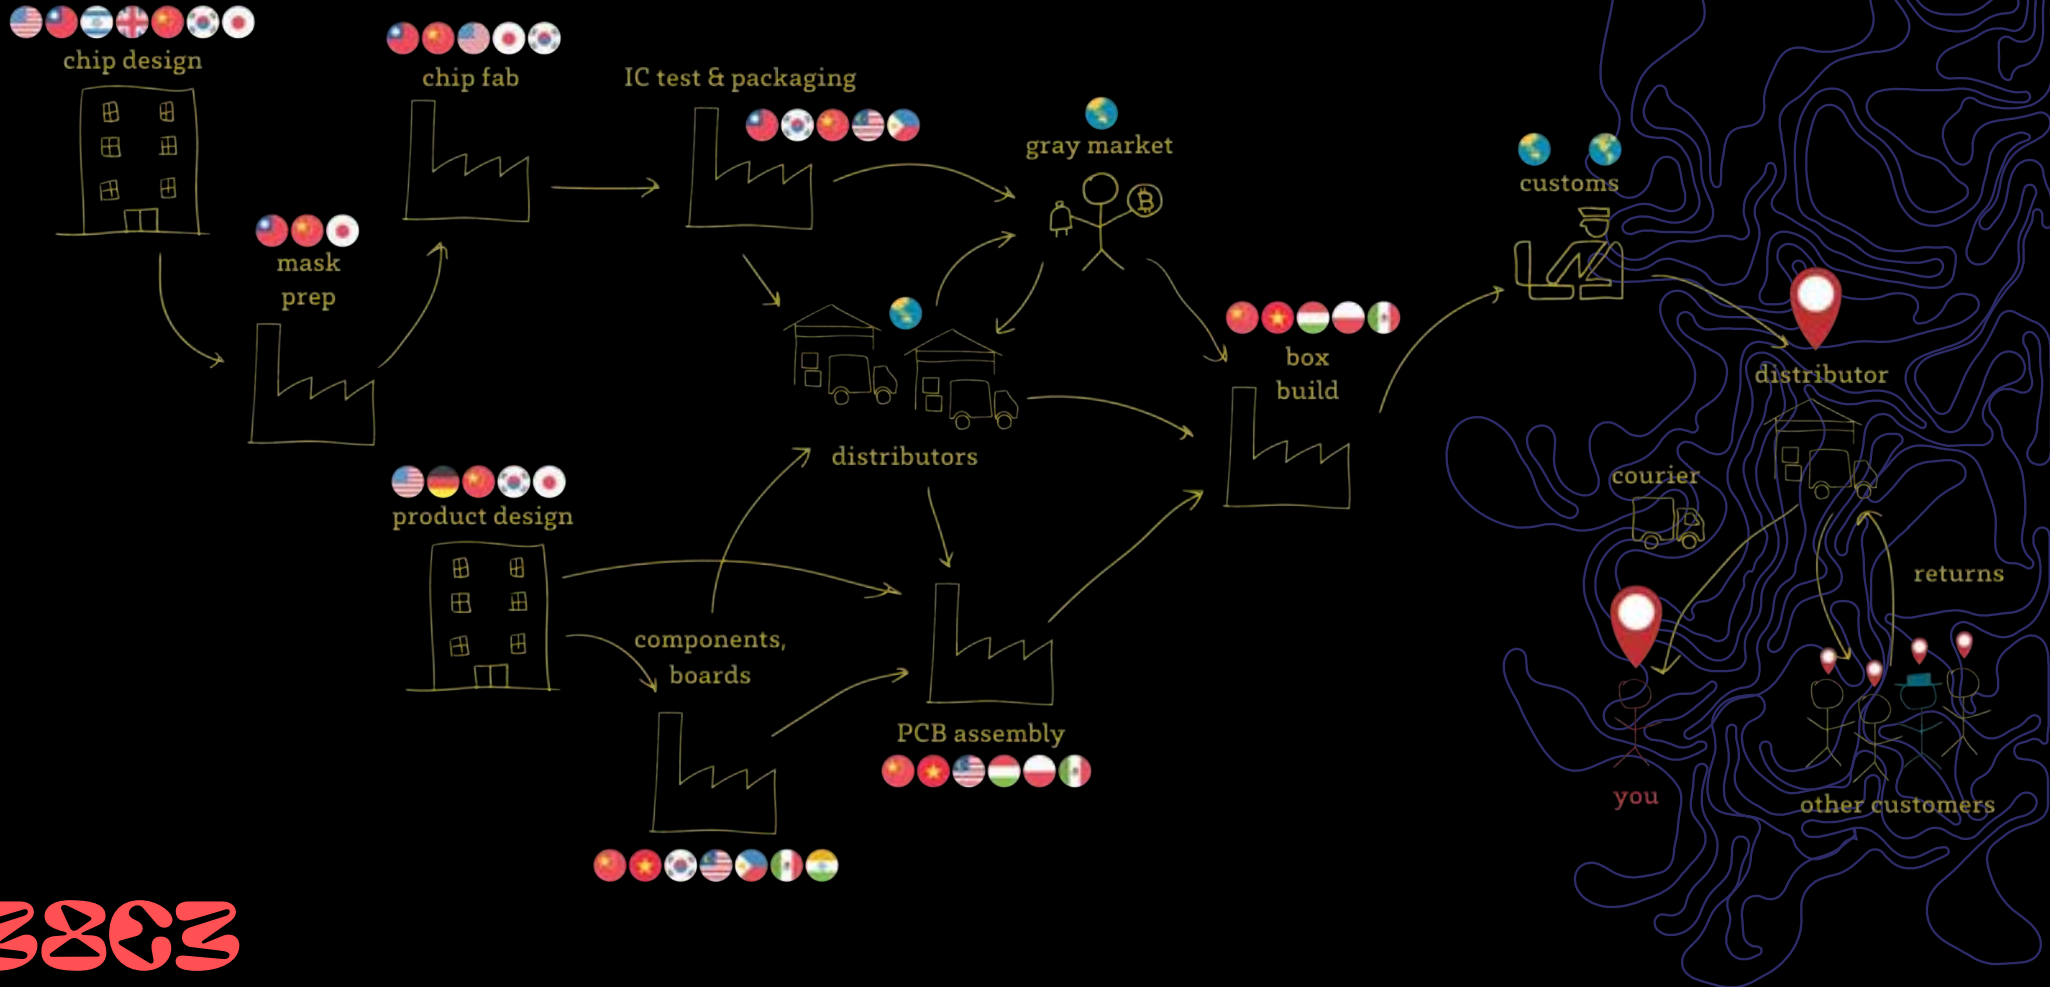 chip design
chip fab
IC test & packaging
gray market
customs
mask
prep
box
build
distributor
distributors
courier
product design
returns
components,
boards
PCB assembly
you
other customers
38C3